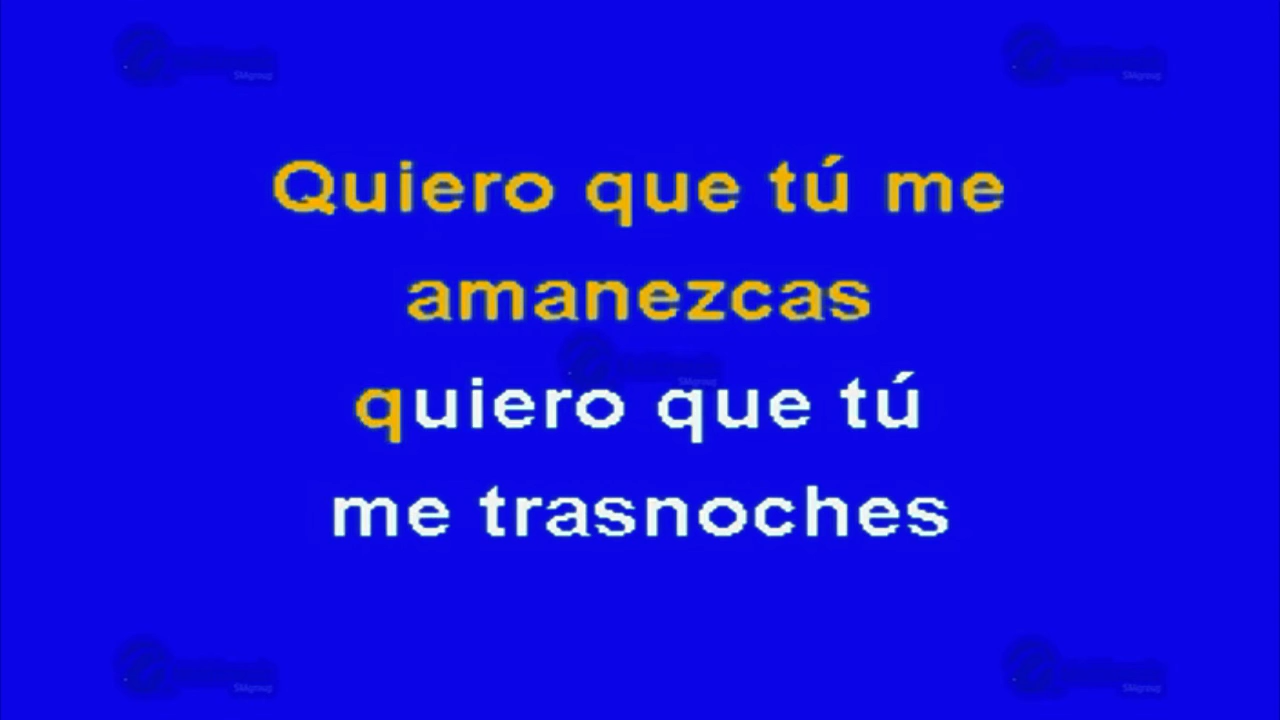 Quiero que tú me
amanezcas
quiero que tú
me trasnoches